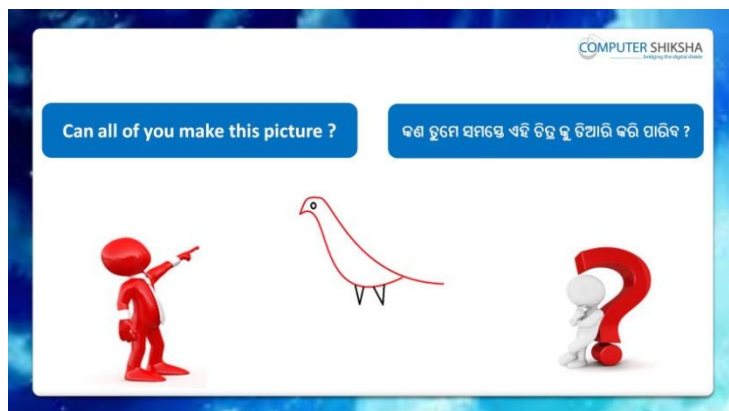 COMPUTER SHIKSHA
... bridging the digital divide
Can all of you make this picture ?
କଣ ତୁମେ ସମସ୍ତେ ଏହି ଚିତ୍ର କୁ ତିଆରି କରି ପାରିବ ?